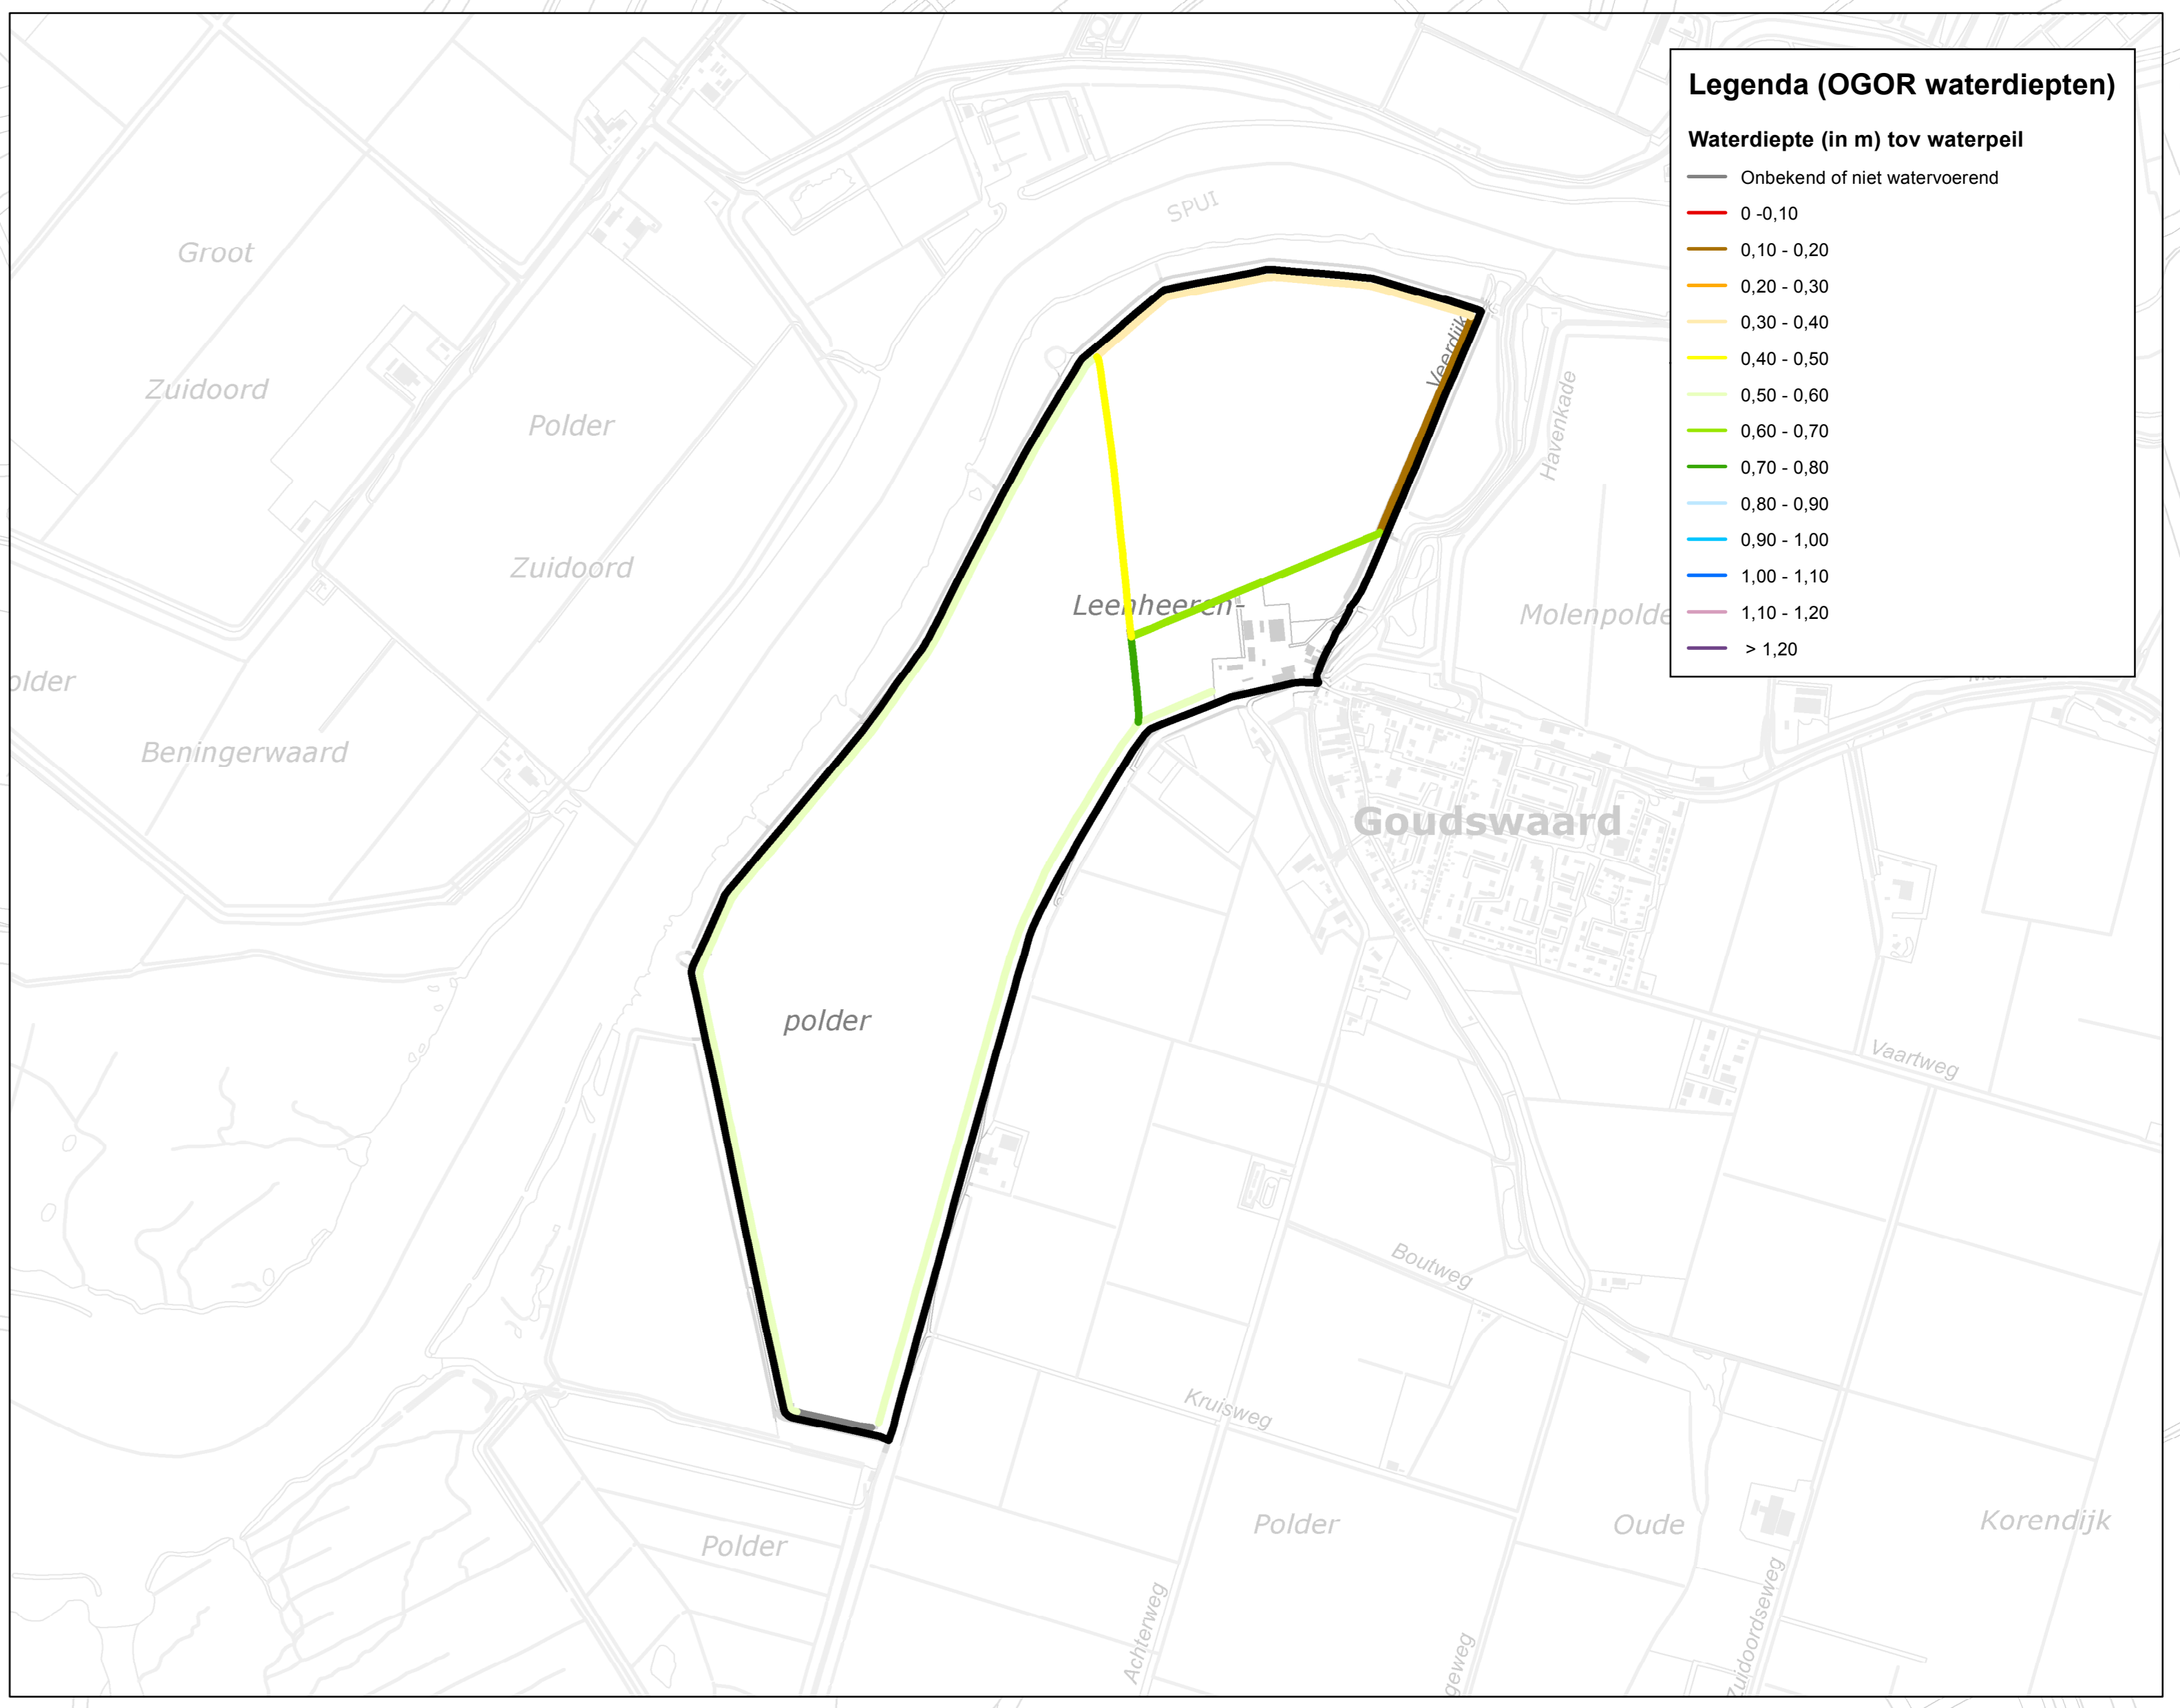 Legenda (OGOR waterdiepten)
Waterdiepte (in m) tov waterpeil
Onbekend of niet watervoerend
0 -0,10
0,10 - 0,20
0,20 - 0,30
0,30 - 0,40
0,40 - 0,50
0,50 - 0,60
0,60 - 0,70
0,70 - 0,80
0,80 - 0,90
0,90 - 1,00
1,00 - 1,10
1,10 - 1,20
> 1,20
SPUI
Groot
Zuidoord
Polder
Zuidoord
Veerdijk
Havenkade
Leenheeren-
Molenpolde
older
Beningerwaard
Goudswaard
polder
Vaartweg
Boutweg
Kruisweg
Polder
Polder
Oude
Korendijk
Achterweg
geweg
Zuidoordseweg